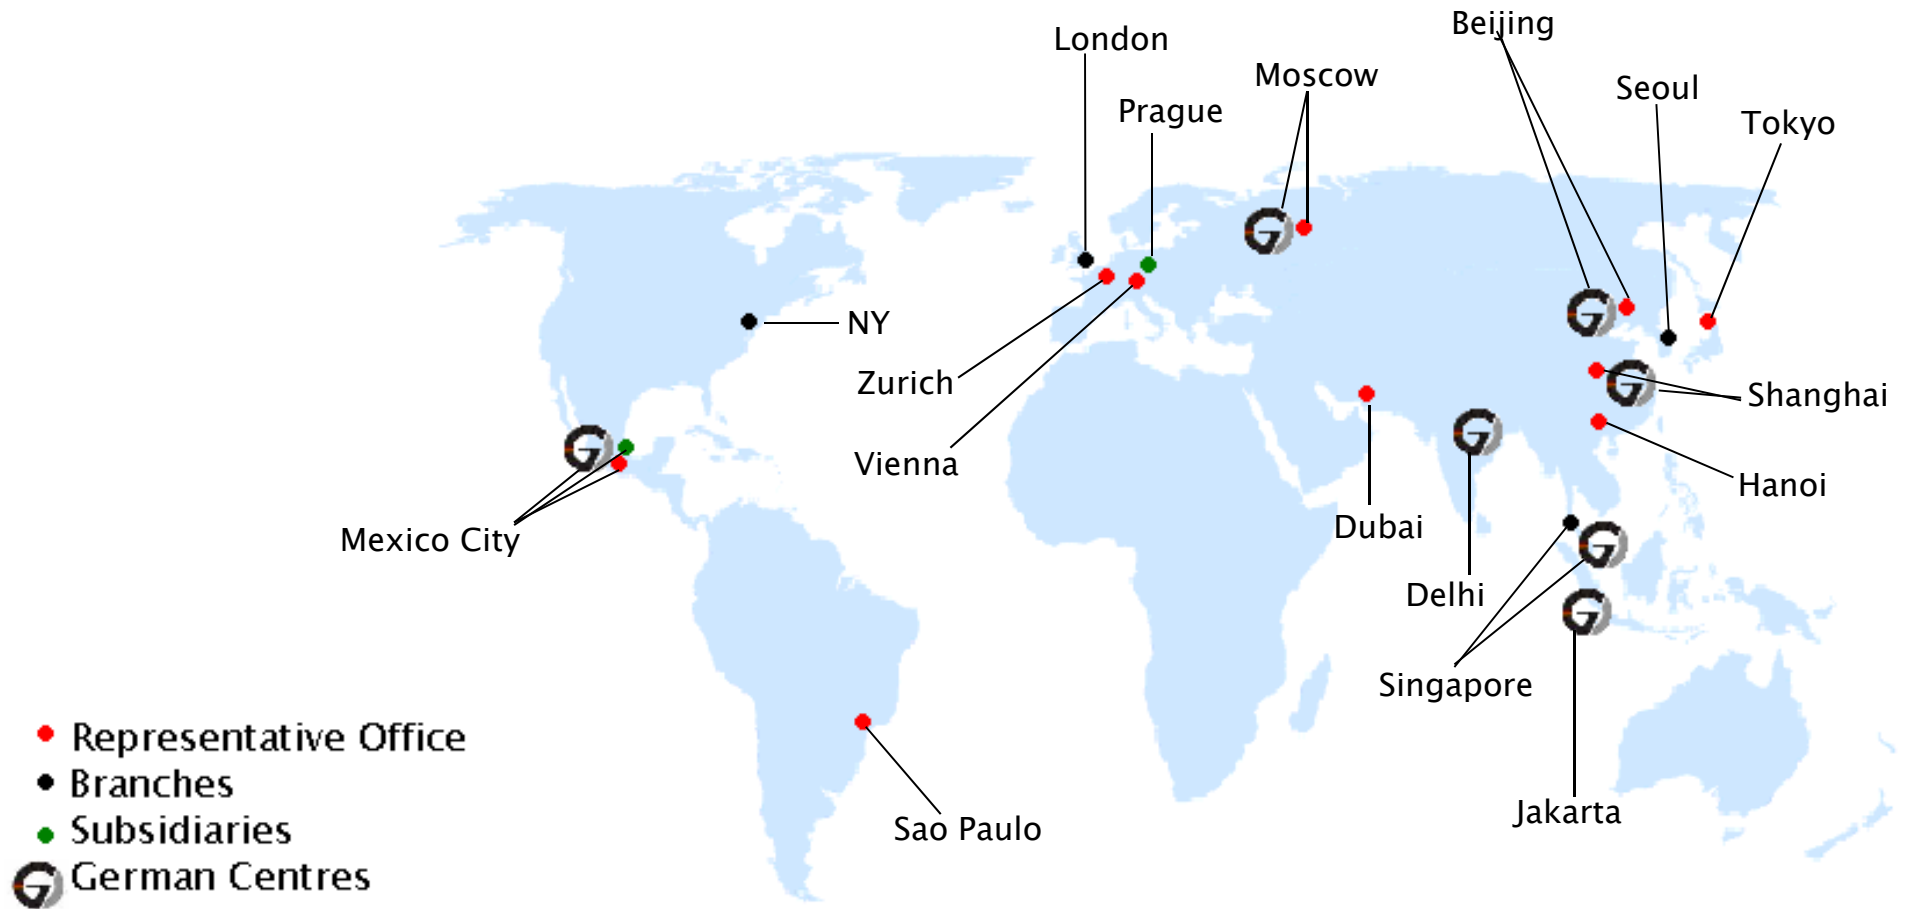 Beijing
London
Moscow
Seoul
Prague
Tokyo
NY
Zurich
Shanghai
Vienna
Hanoi
Dubai
Mexico City
Delhi
Singapore
Representative Office
Branches
Jakarta
Sao Paulo
Subsidiaries
German Centres